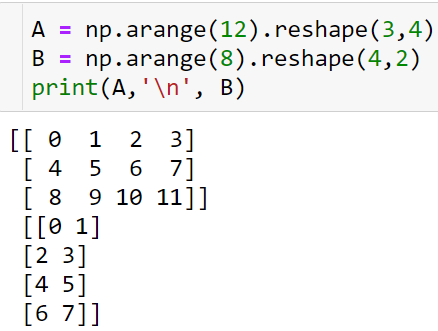 A = np.arange(12).reshape(3,4)
B = np.arange(8).reshape(4,2)
print(A,'\n', B)
[[ 0  1  2  3]
 [ 4  5  6  7]
 [ 8  9 10 11]]
 [[0 1]
 [2 3]
 [4 5]
 [6 7]]